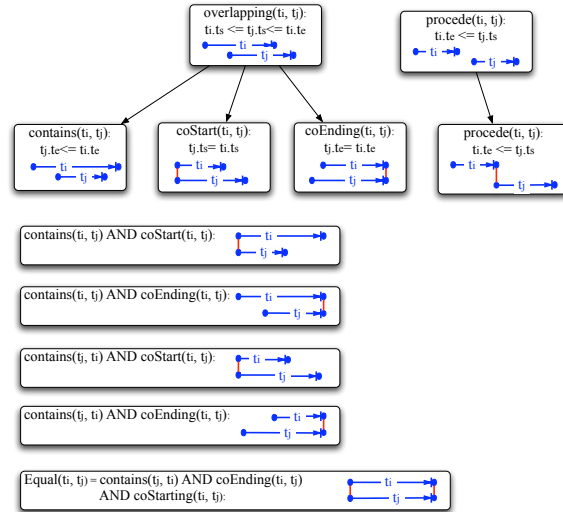 overlapping(ti, tj):
ti.ts <= tj.ts<= ti.te
ti
tj
procede(ti, tj):
ti.te <= tj.ts
ti
tj
contains(ti, tj):
tj.te<= ti.te
ti
tj
coStart(ti, tj):
tj.ts= ti.ts
ti
tj
coEnding(ti, tj):
tj.te= ti.te
ti
tj
procede(ti, tj):
ti.te <= tj.ts
ti
tj
contains(ti, tj) AND coStart(ti, tj):
ti
tj
contains(ti, tj) AND coEnding(ti, tj):
ti
tj
contains(tj, ti) AND coStart(ti, tj):
ti
tj
contains(tj, ti) AND coEnding(ti, tj):
ti
tj
Equal(ti, tj) = contains(tj, ti) AND coEnding(ti, tj)
AND coStarting(ti, tj):
ti
tj